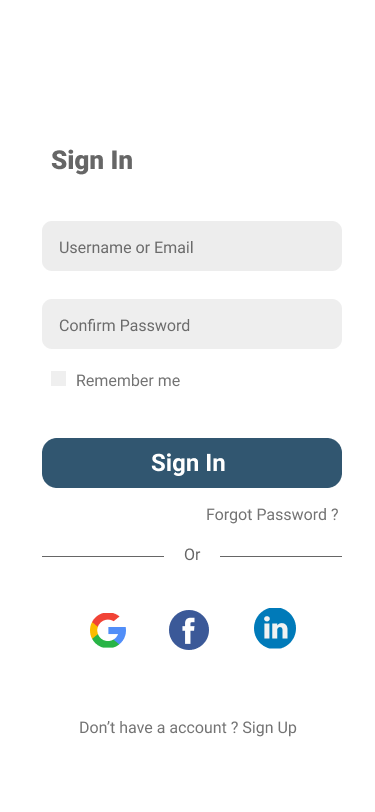 Sign In
Username or Email
Confirm Password
Remember me
Sign In
Forgot Password ?
Or
G f in
Don’t have a account ? Sign Up